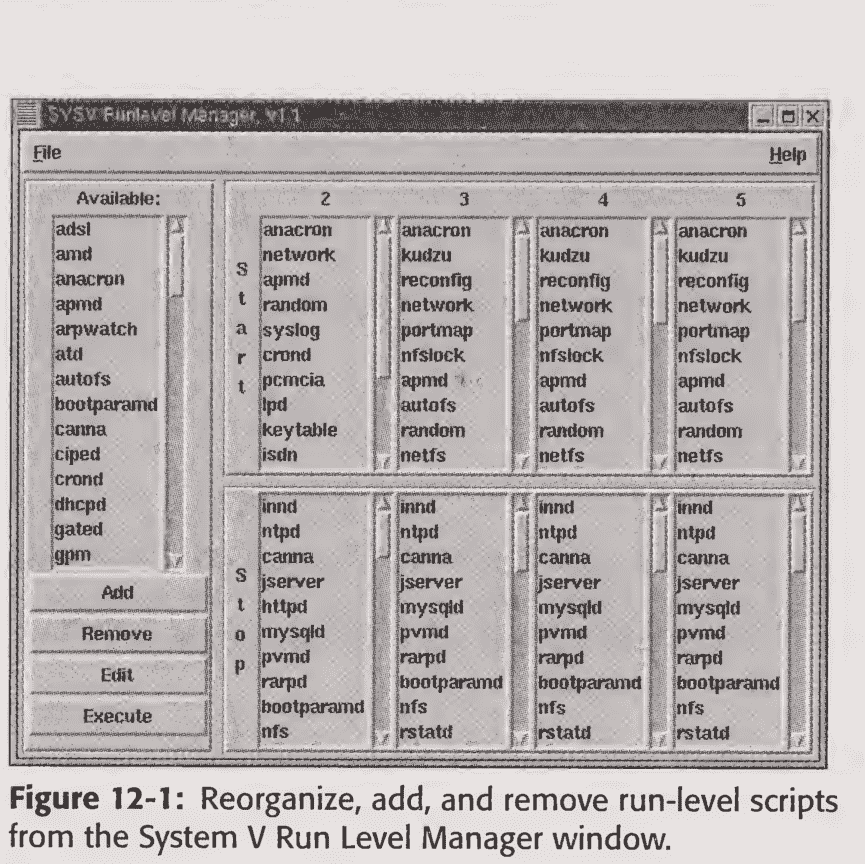 SYSV Runlevel Manager, v1.1
File Help
Available:
adsl
amd
anacron
apmd
arpwatch
atd
autofs
bootparamd
canna
ciped
crond
dhcpd
gated
gpm
Add
Remove
Edit
Execute
2 3 4 5
Start
anacron anacron anacron anacron
network kudzu kudzu kudzu
apmd reconfig reconfig reconfig
random network network network
syslog portmap portmap portmap
crond nfslock nfslock nfslock
pcmcia apmd apmd apmd
lpd autofs autofs autofs
keytable random random random
isdn netfs netfs netfs
Stop
innd innd innd innd
ntpd ntpd ntpd ntpd
canna canna canna canna
jserver jserver jserver jserver
httpd mysqld mysqld mysqld
mysqld pvmd pvmd pvmd
pvmd rarpd rarpd rarpd
rarpd bootparamd bootparamd bootparamd
bootparamd nfs nfs nfs
nfs rstatd rstatd rstatd
Figure 12-1: Reorganize, add, and remove run-level scripts
from the System V Run Level Manager window.